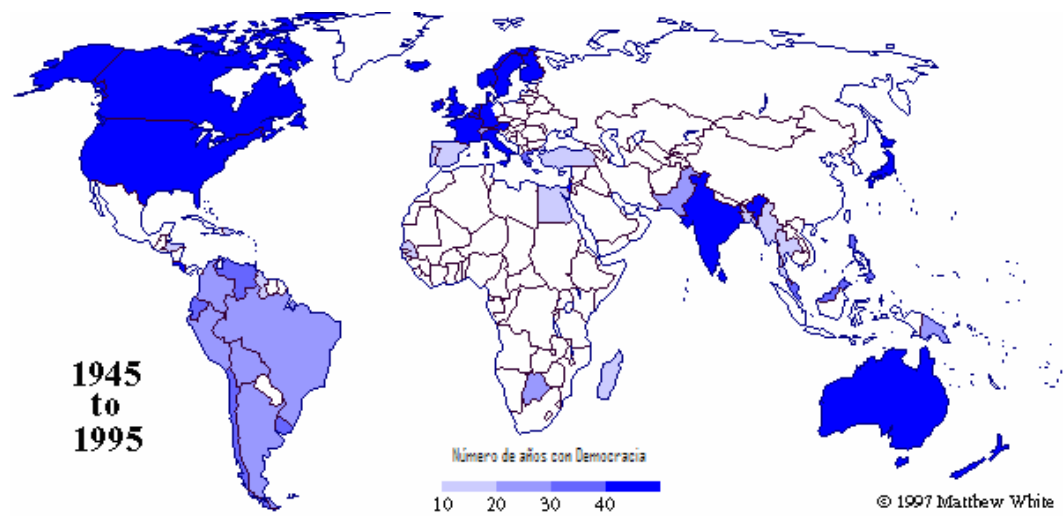 1945
to
1995
Número de años con Democracia
10 20 30 40
© 1997 Matthew White